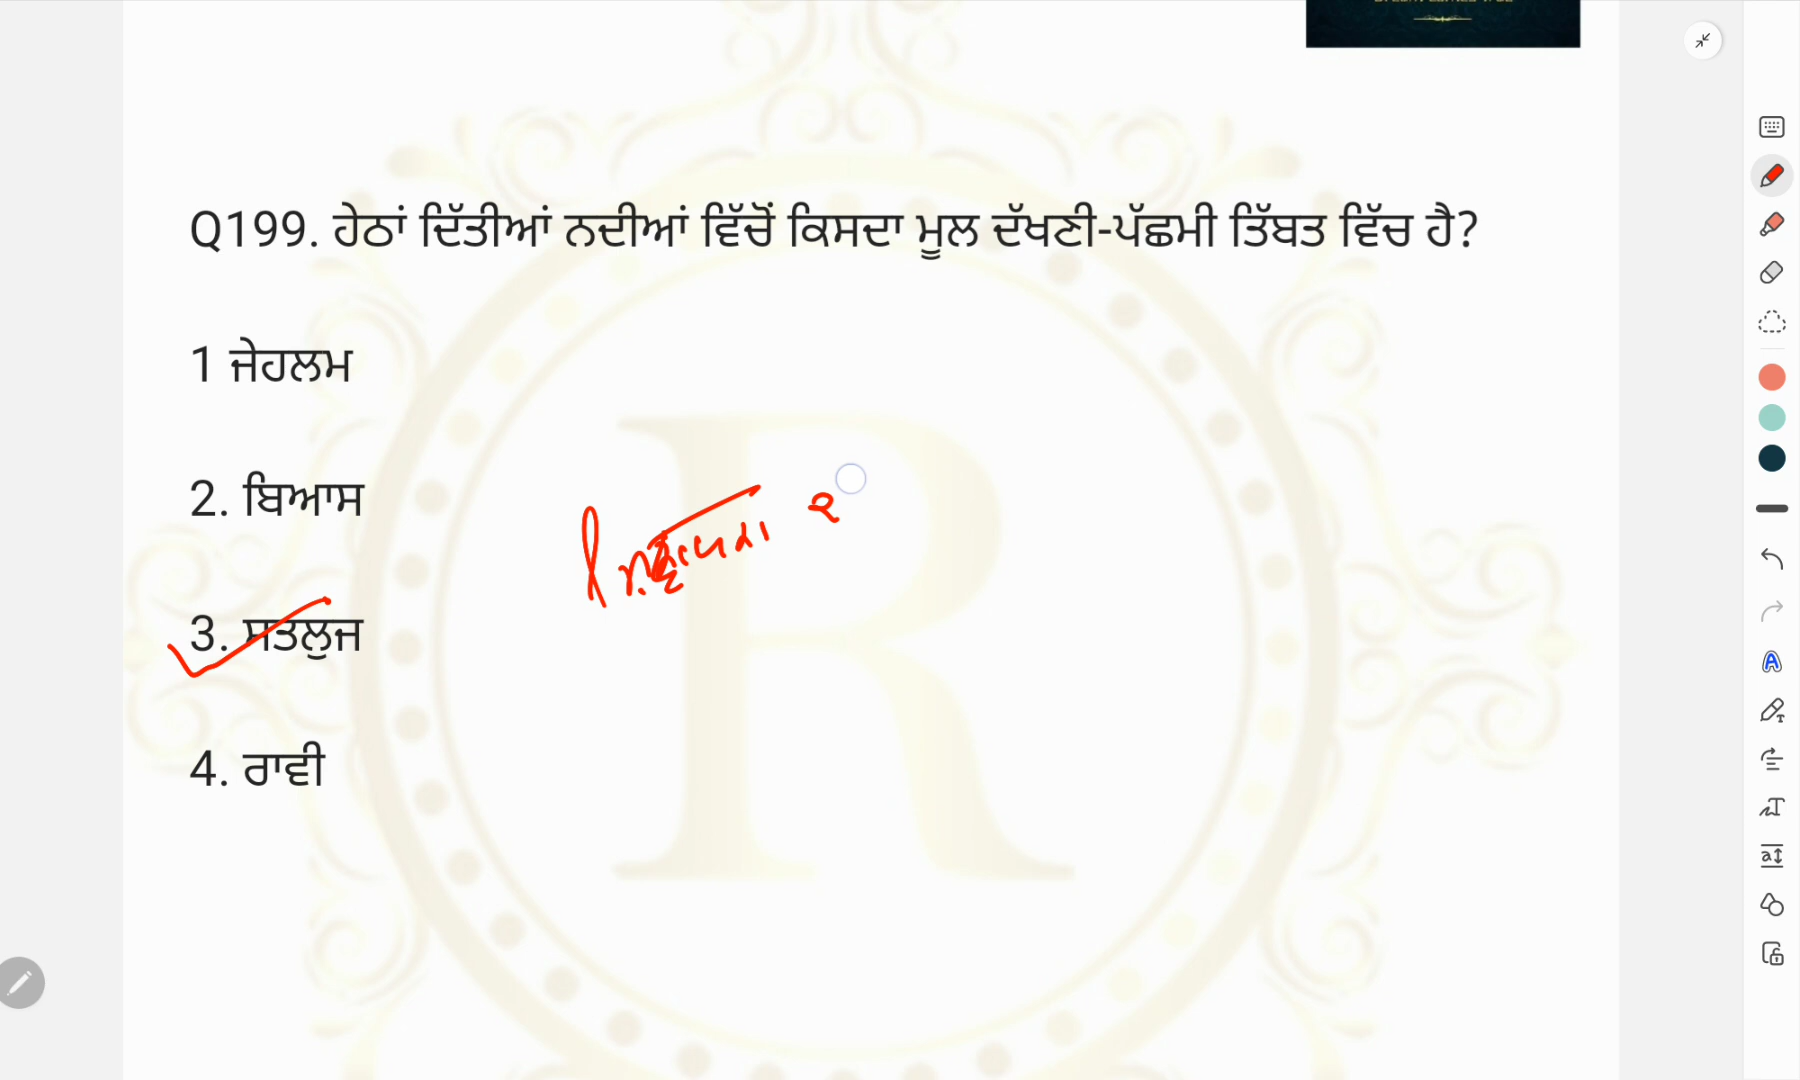 Q199. ਹੇਠਾਂ ਦਿੱਤੀਆਂ ਨਦੀਆਂ ਵਿੱਚੋਂ ਕਿਸਦਾ ਮੂਲ ਦੱਖਣੀ-ਪੱਛਮੀ ਤਿੱਬਤ ਵਿੱਚ ਹੈ?
1 ਜੇਹਲਮ
2. ਬਿਆਸ
3. ਸਤਲੁਜ
4. ਰਾਵੀ
R